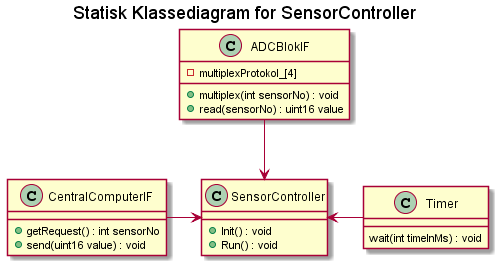 Statisk Klassediagram for SensorController
C ADCBlokIF
multiplexProtokol_[4]
multiplex(int sensorNo) : void
read(sensorNo) : uint16 value
C CentralComputerIF
getRequest() : int sensorNo
send(uint16 value) : void
C SensorController
Init() : void
Run() : void
C Timer
wait(int timeInMs) : void